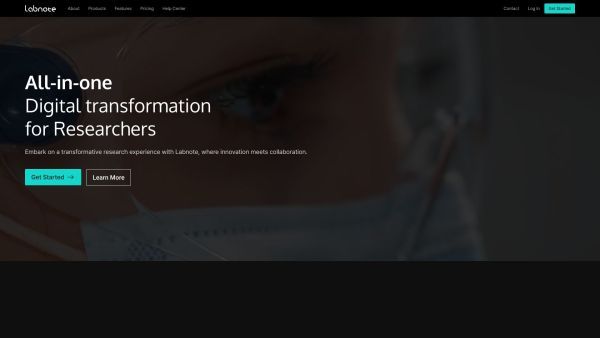 Labnote
About
Products
Features
Pricing
Help Center
Contact
Log In
Get Started
All-in-one
Digital transformation
for Researchers
Embark on a transformative research experience with Labnote, where innovation meets collaboration.
Get Started →
Learn More